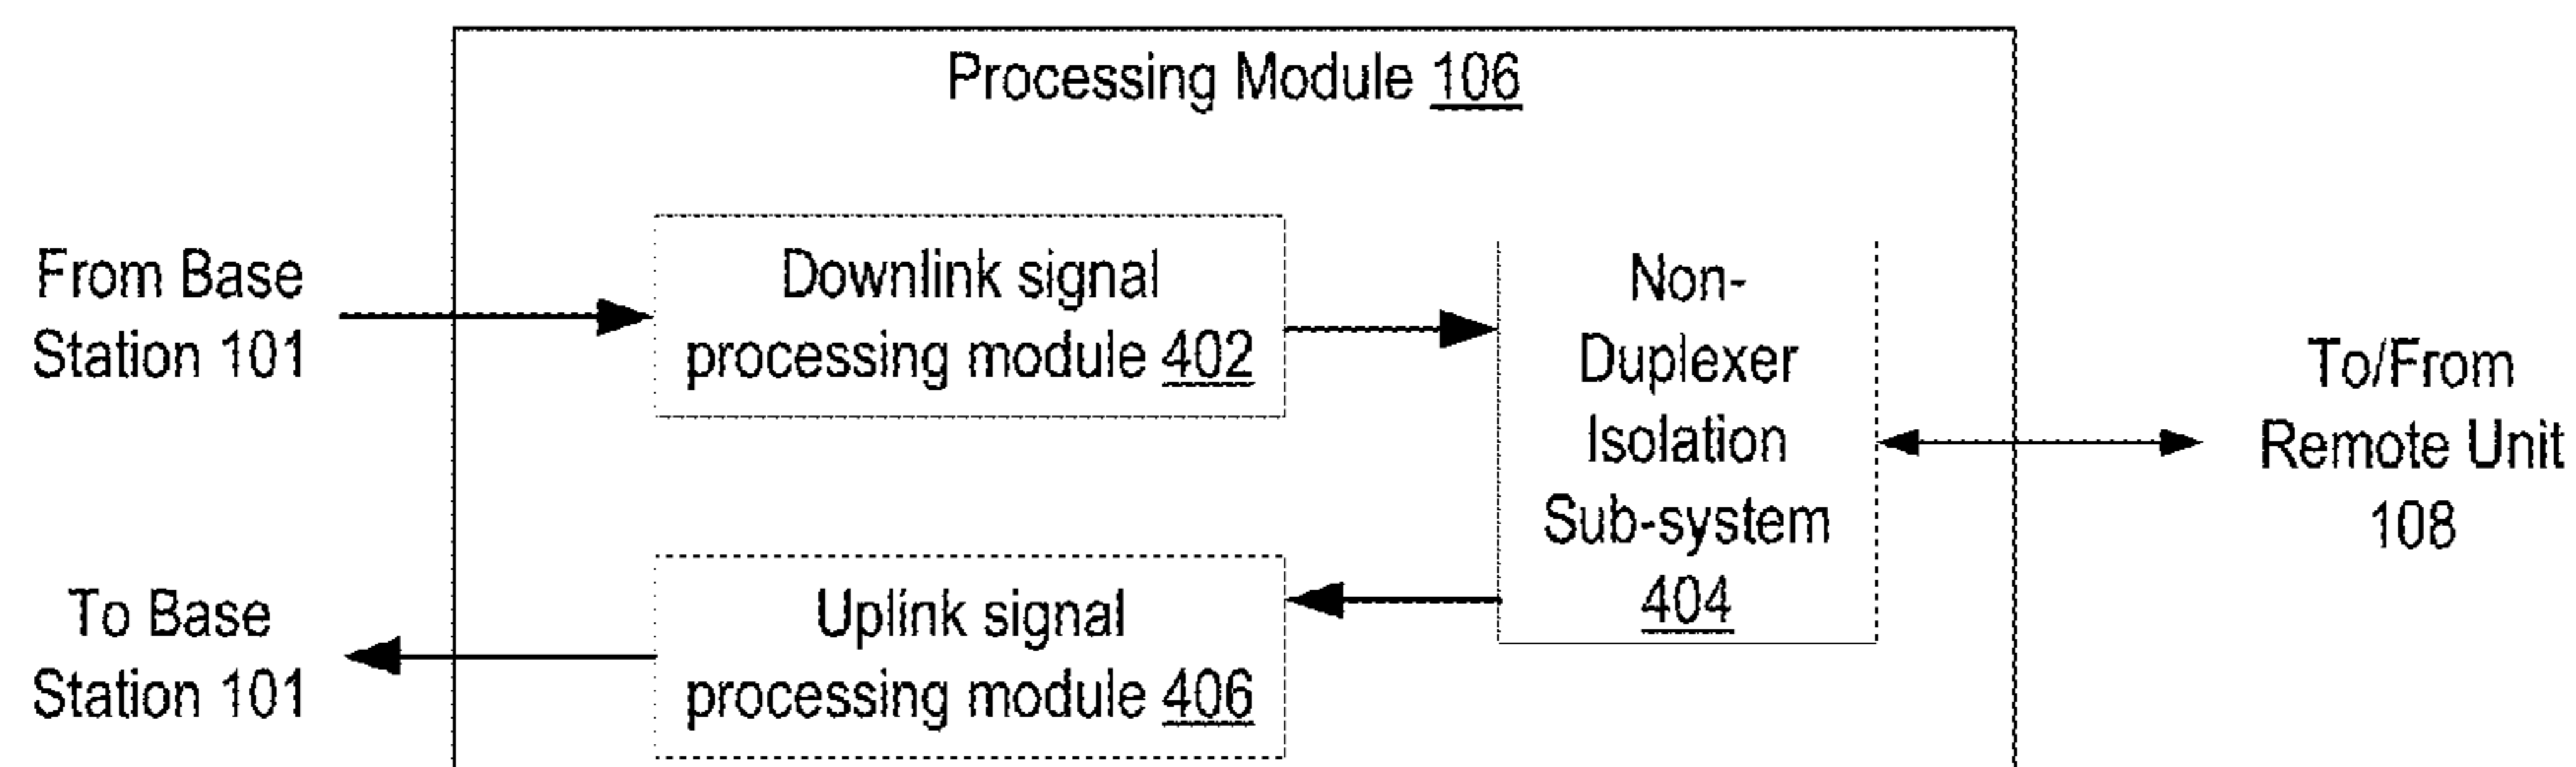 Processing Module 106
From Base
Station 101
Downlink signal
processing module 402
Non-
Duplexer
Isolation
Sub-system
404
To/From
Remote Unit
108
To Base
Station 101
Uplink signal
processing module 406